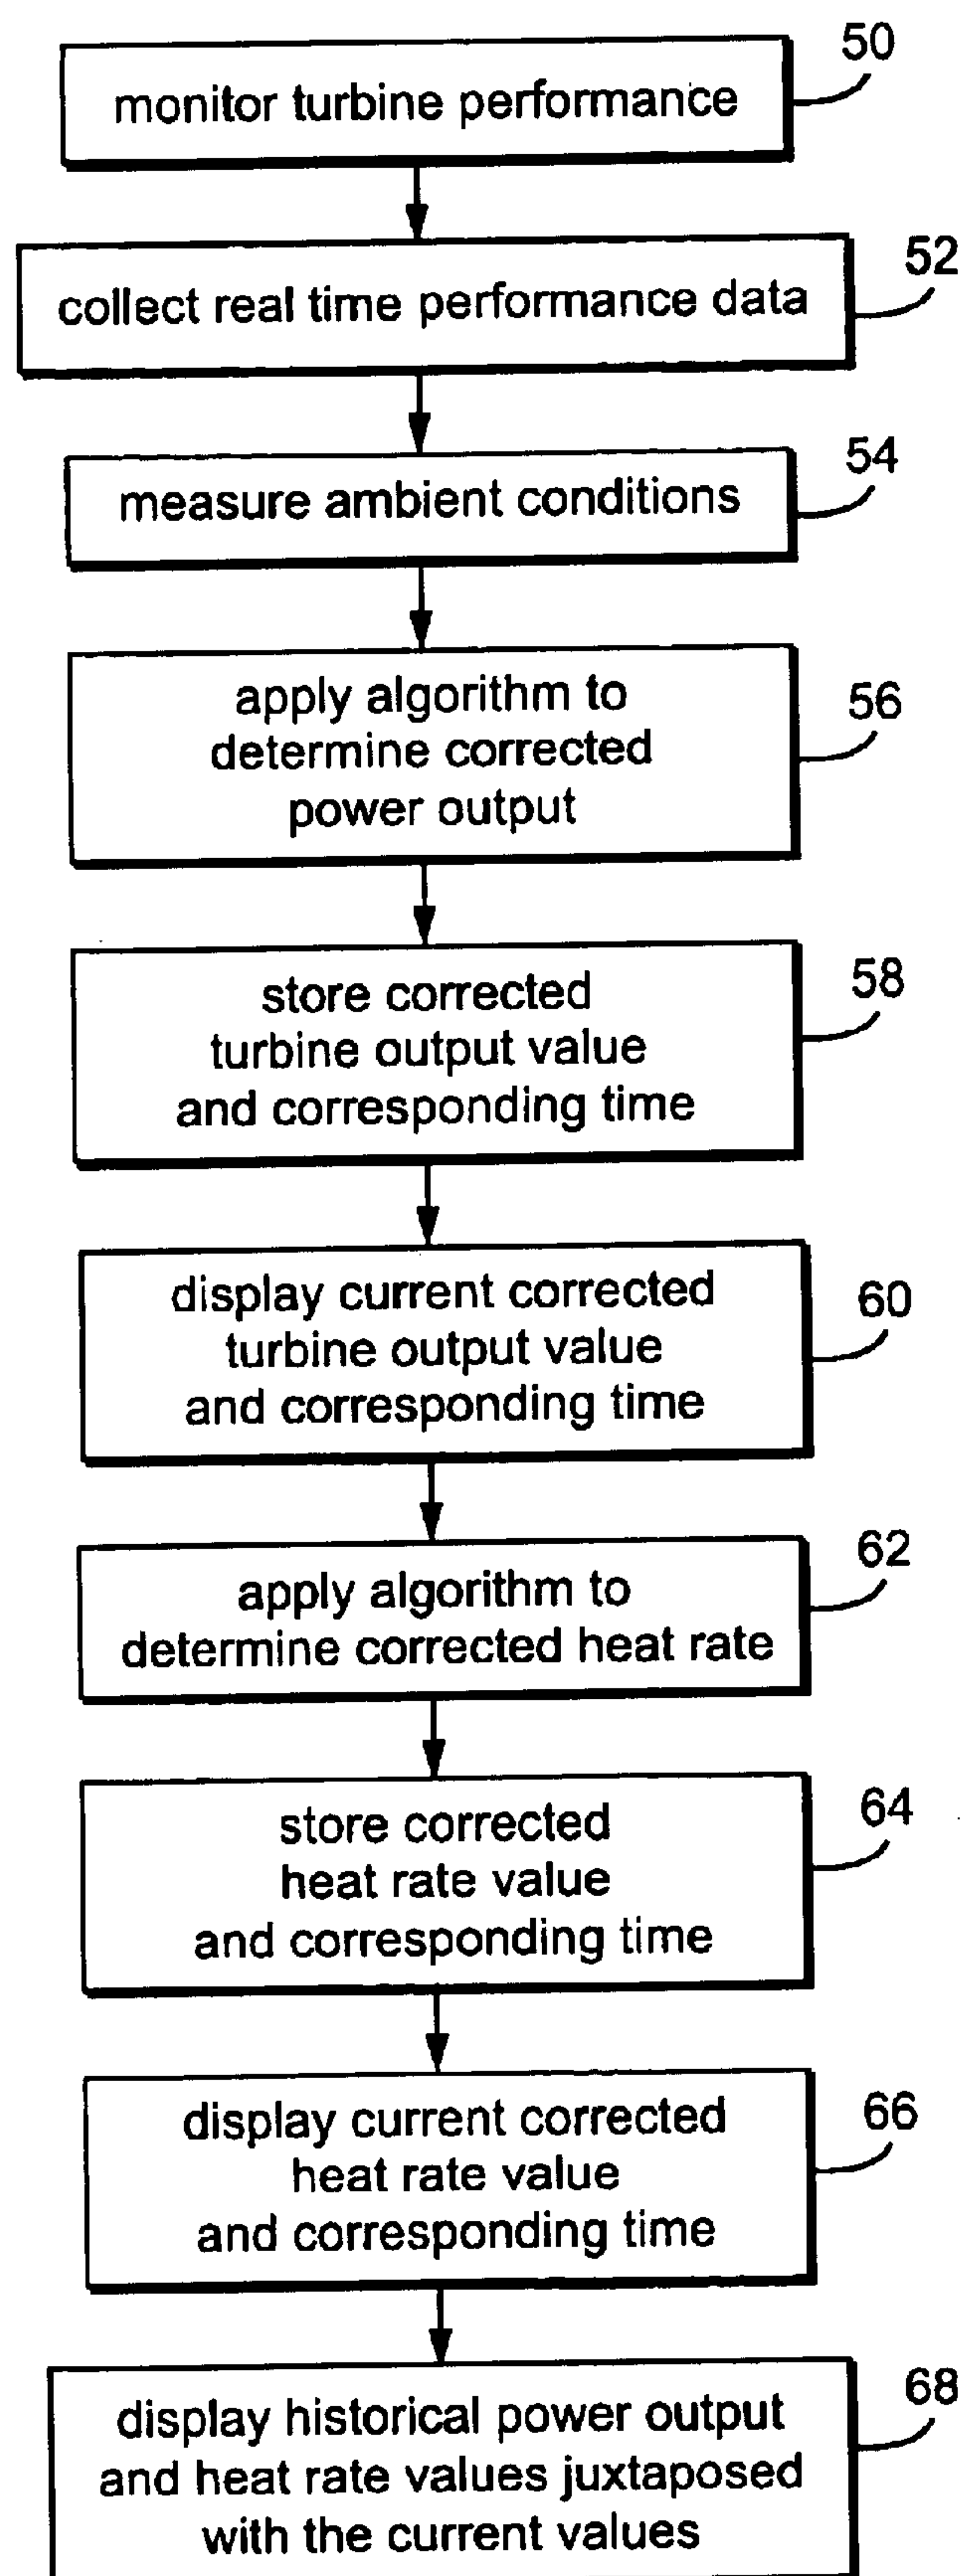 50
monitor turbine performance
52
collect real time performance data
54
measure ambient conditions
56
apply algorithm to
determine corrected
power output
58
store corrected
turbine output value
and corresponding time
60
display current corrected
turbine output value
and corresponding time
62
apply algorithm to
determine corrected heat rate
64
store corrected
heat rate value
and corresponding time
66
display current corrected
heat rate value
and corresponding time
68
display historical power output
and heat rate values juxtaposed
with the current values